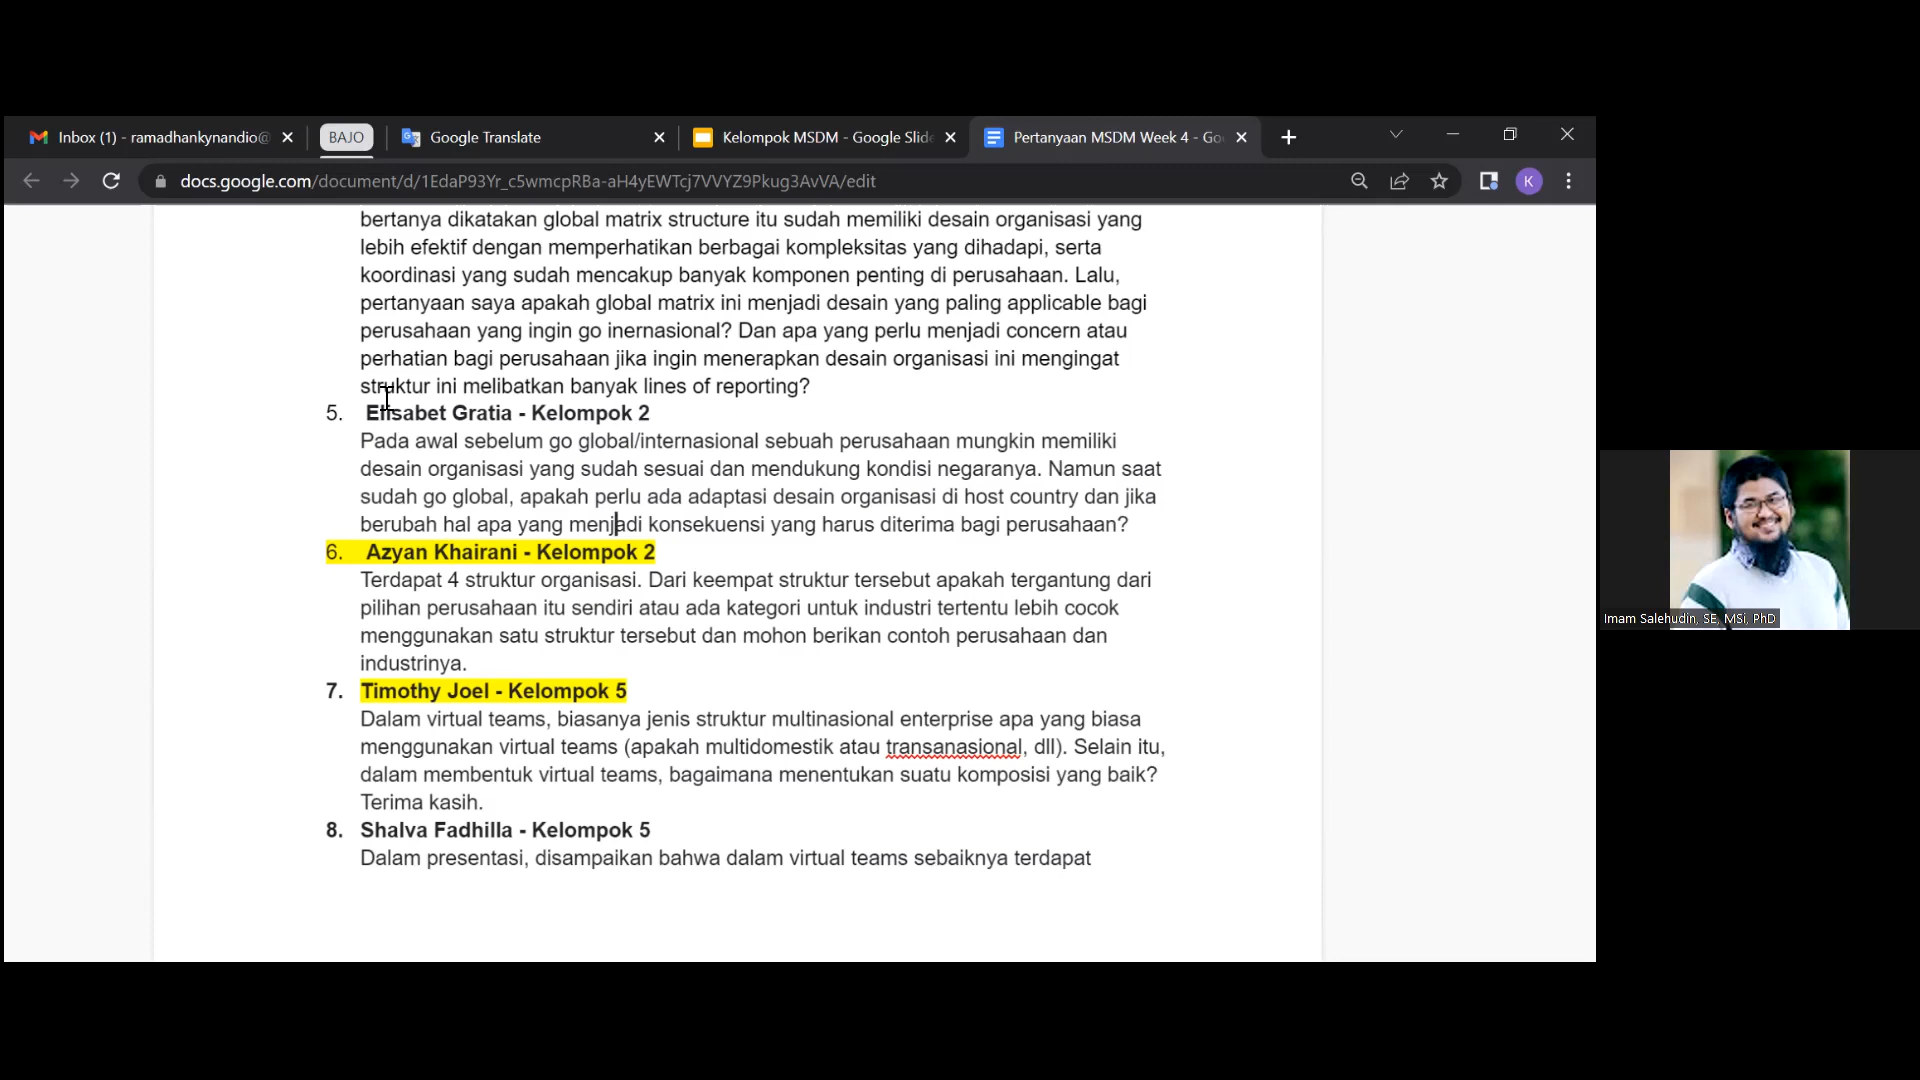 Inbox (1) - ramadhankynandio@
BAJO
Google Translate
Kelompok MSDM - Google Slide
Pertanyaan MSDM Week 4 - Go
docs.google.com/document/d/1EdaP93Yr_c5wmcpRBa-aH4yEWTcj7VVYZ9Pkug3AvVA/edit
K
bertanya dikatakan global matrix structure itu sudah memiliki desain organisasi yang
lebih efektif dengan memperhatikan berbagai kompleksitas yang dihadapi, serta
koordinasi yang sudah mencakup banyak komponen penting di perusahaan. Lalu,
pertanyaan saya apakah global matrix ini menjadi desain yang paling applicable bagi
perusahaan yang ingin go inernasional? Dan apa yang perlu menjadi concern atau
perhatian bagi perusahaan jika ingin menerapkan desain organisasi ini mengingat
struktur ini melibatkan banyak lines of reporting?
5. Elisabet Gratia - Kelompok 2
Pada awal sebelum go global/internasional sebuah perusahaan mungkin memiliki
desain organisasi yang sudah sesuai dan mendukung kondisi negaranya. Namun saat
sudah go global, apakah perlu ada adaptasi desain organisasi di host country dan jika
berubah hal apa yang menjadi konsekuensi yang harus diterima bagi perusahaan?
6. Azyan Khairani - Kelompok 2
Terdapat 4 struktur organisasi. Dari keempat struktur tersebut apakah tergantung dari
pilihan perusahaan itu sendiri atau ada kategori untuk industri tertentu lebih cocok
menggunakan satu struktur tersebut dan mohon berikan contoh perusahaan dan
industrinya.
7. Timothy Joel - Kelompok 5
Dalam virtual teams, biasanya jenis struktur multinasional enterprise apa yang biasa
menggunakan virtual teams (apakah multidomestik atau transanasional, dll). Selain itu,
dalam membentuk virtual teams, bagaimana menentukan suatu komposisi yang baik?
Terima kasih.
8. Shalva Fadhilla - Kelompok 5
Dalam presentasi, disampaikan bahwa dalam virtual teams sebaiknya terdapat
Imam Salehudin, SE, MSi, PhD